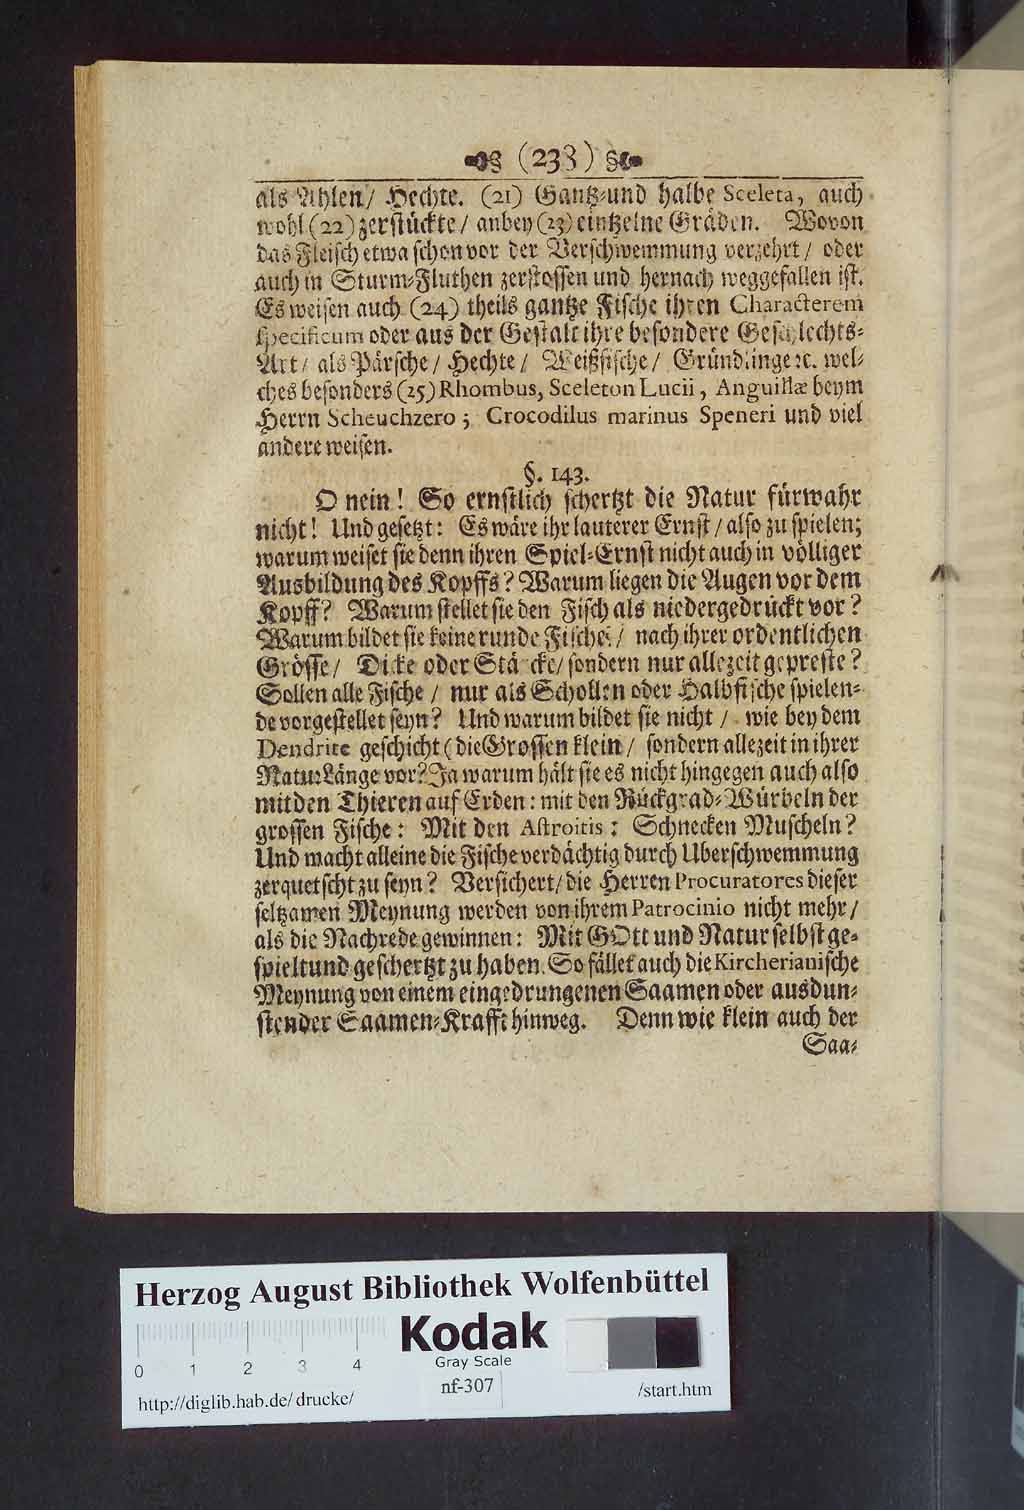 (238)
als Ahlen/ Hechte. (21) Gantz-und halbe Sceleta, auch
wohl (22) zerstückte/ anbey (23) eintzelne Gräden. Wovon
das Fleisch etwa schon vor der Verschwemmung verzehrt/ oder
auch in Sturm-Fluthen zerstossen und hernach weggefallen ist.
Es weisen auch (24) theils gantze Fische ihren Characterem
specificum oder aus der Gestalt ihre besondere Geschlechts-
Art/ als Pärsche/ Hechte/ Weißfische/ Gründlinge ꝛc. wel-
ches besonders (25) Rhombus, Sceleton Lucii, Anguillæ beym
Herrn Scheuchzero; Crocodilus marinus Speneri und viel
andere weisen.
§. 143.
O nein! So ernstlich schertzt die Natur fürwahr
nicht! Und gesetzt: Es wäre ihr lauterer Ernst/ also zu spielen;
warum weiset sie denn ihren Spiel-Ernst nicht auch in völliger
Ausbildung des Kopffs? Warum liegen die Augen vor dem
Kopff? Warum stellet sie den Fisch als niedergedrückt vor?
Warum bildet sie keine runde Fische/ nach ihrer ordentlichen
Grösse/ Dicke oder Stärcke/ sondern nur allezeit gepreste?
Sollen alle Fische/ nur als Schollen oder Halbfische spielen-
de vorgestellet seyn? Und warum bildet sie nicht/ wie bey dem
Dendrite geschicht (die Grossen klein/ sondern allezeit in ihrer
Natur-Länge vor? Ja warum hält sie es nicht hingegen auch also
mit den Thieren auf Erden: mit den Rückgrad-Würbeln der
grossen Fische: Mit den Astroitis: Schnecken Muscheln?
Und macht alleine die Fische verdächtig durch Uberschwemmung
zerquetscht zu seyn? Versichert/ die Herren Procuratores dieser
seltzamen Meynung werden von ihrem Patrocinio nicht mehr/
als die Nachrede gewinnen: Mit GOtt und Natur selbst ge-
spielt und geschertzt zu haben. So fället auch die Kircherianische
Meynung von einem eingedrungenen Saamen oder ausdun-
stender Saamen-Krafft hinweg. Denn wie klein auch der
Saa-
Herzog August Bibliothek Wolfenbüttel
Kodak
Gray Scale
0 1 2 3 4
nf-307
http://diglib.hab.de/drucke/ /start.htm